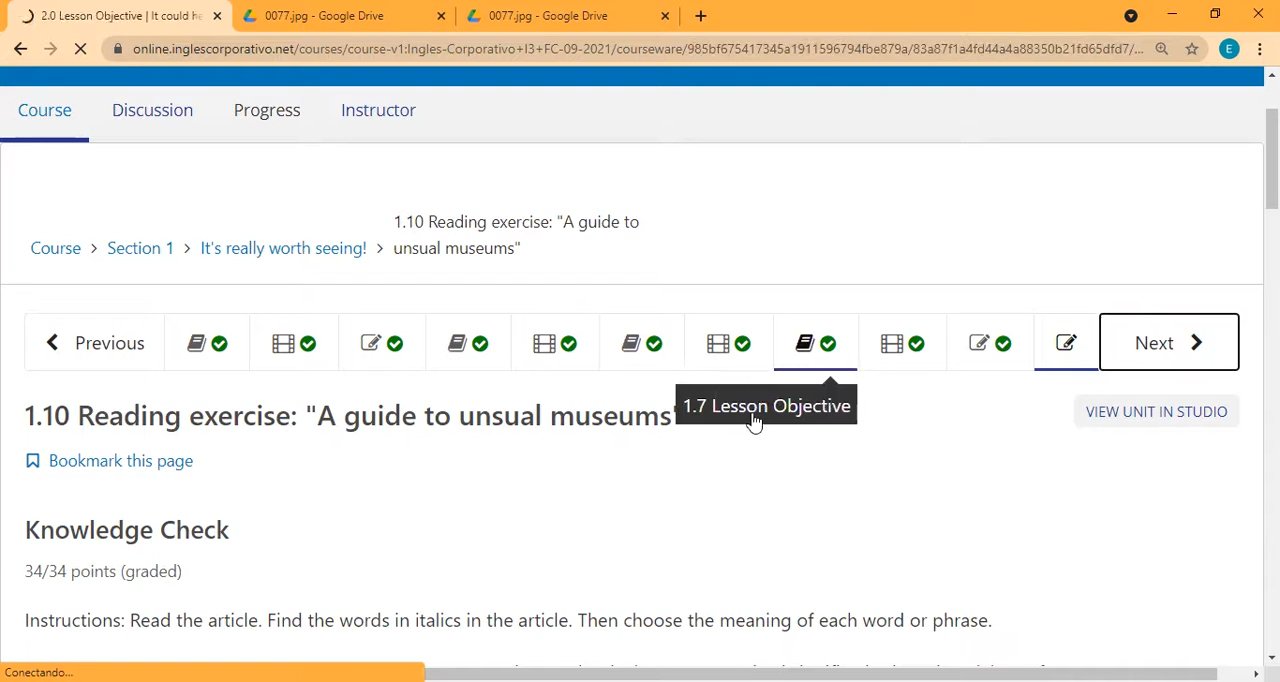 2.0 Lesson Objective | It could he
0077.jpg - Google Drive
0077.jpg - Google Drive
online.inglescorporativo.net/courses/course-v1:Ingles-Corporativo+I3+FC-09-2021/courseware/985bf675417345a1911596794fbe879a/83a87f1a4fd44a4a88350b21fd65dfd7/...
E
Course
Discussion
Progress
Instructor
Course > Section 1 > It's really worth seeing! > 1.10 Reading exercise: "A guide to
unsual museums"
Previous
Next
1.7 Lesson Objective
1.10 Reading exercise: "A guide to unsual museums"
VIEW UNIT IN STUDIO
Bookmark this page
Knowledge Check
34/34 points (graded)
Instructions: Read the article. Find the words in italics in the article. Then choose the meaning of each word or phrase.
Conectando...